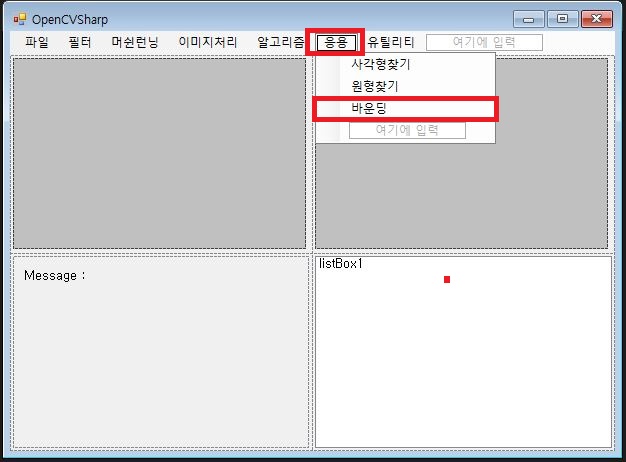 OpenCVSharp
파일 필터 머쉰런닝 이미지처리 알고리즘 응용 유틸리티 여기에 입력
사각형찾기
원형찾기
바운딩
여기에 입력
Message :
listBox1